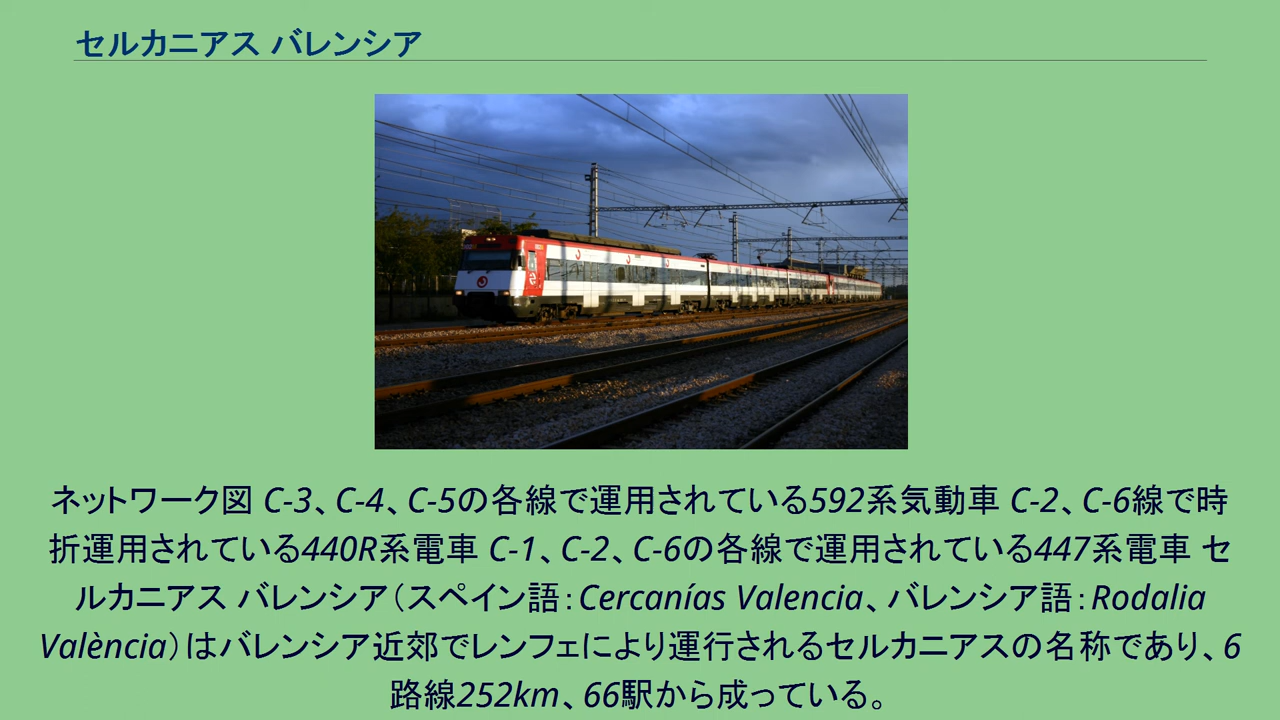 セルカニアス バレンシア
ネットワーク図 C-3、C-4、C-5の各線で運用されている592系気動車 C-2、C-6線で時
折運用されている440R系電車 C-1、C-2、C-6の各線で運用されている447系電車 セ
ルカニアス バレンシア（スペイン語：Cercanías Valencia、バレンシア語：Rodalia
València）はバレンシア近郊でレンフェにより運行されるセルカニアスの名称であり、6
路線252km、66駅から成っている。